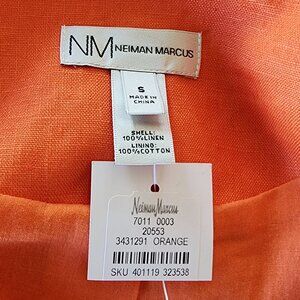 NM NEIMAN MARCUS
S
MADE IN
CHINA
SHELL:
100%LINEN
LINING:
100%COTTON
Neiman Marcus
7011 0003
20553
3431291 ORANGE
SKU 401119 323538